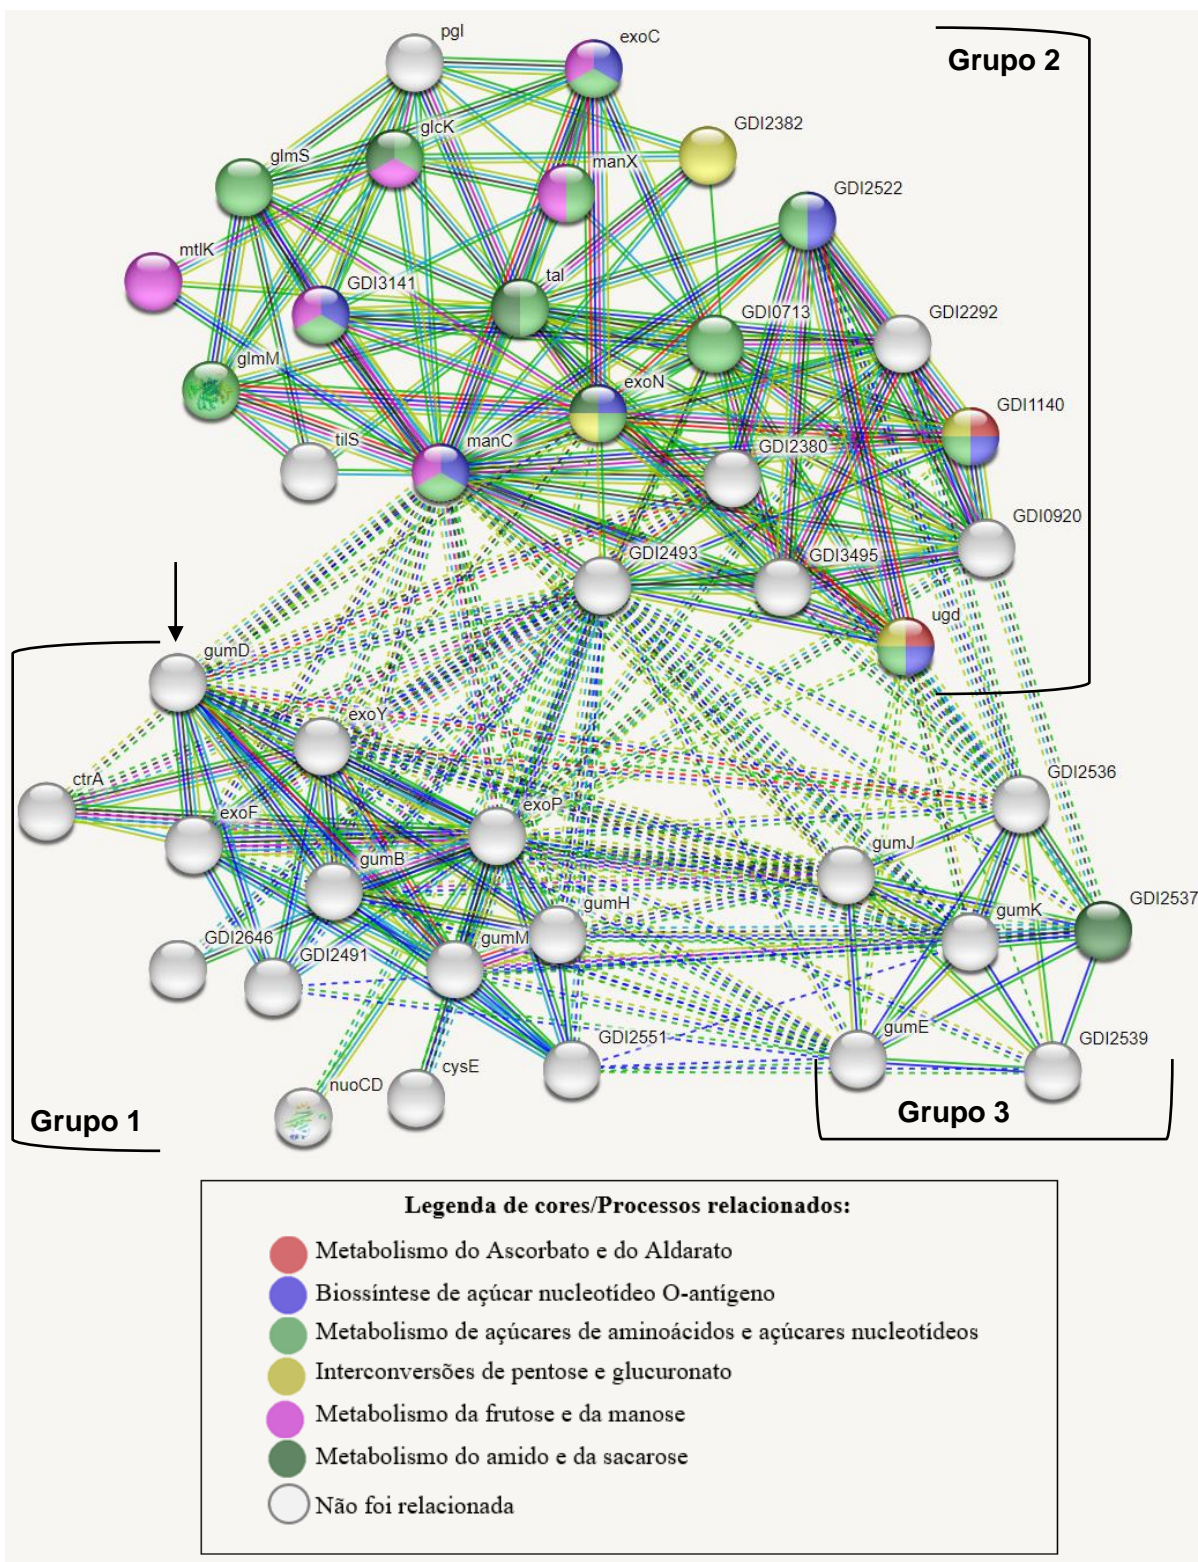 pgl
exoC
Grupo 2
GDI2382
glcK
glmS
manX
GDI2522
mtlK
GDI3141
tal
GDI0713
GDI2292
glmM
exoN
GDI1140
tilS
manC
GDI2380
GDI0920
GDI2493
GDI3495
ugd
gumD
exoY
ctrA
exoF
exoP
GDI2536
gumB
gumJ
gumH
GDI2537
gumK
GDI2646
GDI2491
gumM
gumE
GDI2551
GDI2539
nuoCD
cysE
Grupo 1
Grupo 3
Legenda de cores/Processos relacionados:
Metabolismo do Ascorbato e do Aldarato
Biossíntese de açúcar nucleotídeo O-antígeno
Metabolismo de açúcares de aminoácidos e açúcares nucleotídeos
Interconversões de pentose e glucuronato
Metabolismo da frutose e da manose
Metabolismo do amido e da sacarose
Não foi relacionada